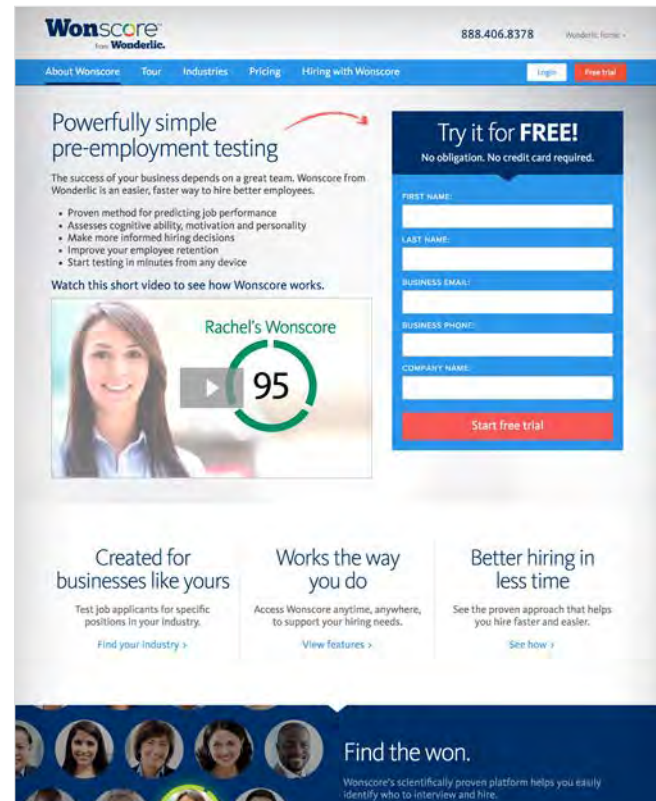 Wonscore
from Wonderlic.
888.406.8378
Wonderlic Home
About Wonscore Tour Industries Pricing Hiring with Wonscore
Login Free trial
Powerfully simple
pre-employment testing
The success of your business depends on a great team. Wonscore from
Wonderlic is an easier, faster way to hire better employees.
• Proven method for predicting job performance
• Assesses cognitive ability, motivation and personality
• Make more informed hiring decisions
• Improve your employee retention
• Start testing in minutes from any device
Watch this short video to see how Wonscore works.
Rachel's Wonscore
95
Try it for FREE!
No obligation. No credit card required.
FIRST NAME:
LAST NAME:
BUSINESS EMAIL:
BUSINESS PHONE:
COMPANY NAME:
Start free trial
Created for
businesses like yours
Test job applicants for specific
positions in your industry.
Find your industry ›
Works the way
you do
Access Wonscore anytime, anywhere,
to support your hiring needs.
View features ›
Better hiring in
less time
See the proven approach that helps
you hire faster and easier.
See how ›
Find the won.
Wonscore's scientifically proven platform helps you easily
identify who to interview and hire.